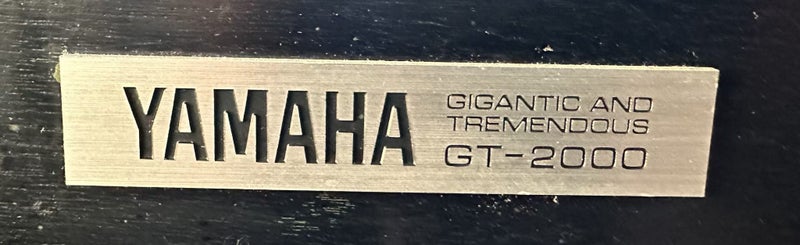 YAMAHA
GIGANTIC AND
TREMENDOUS
GT-2000